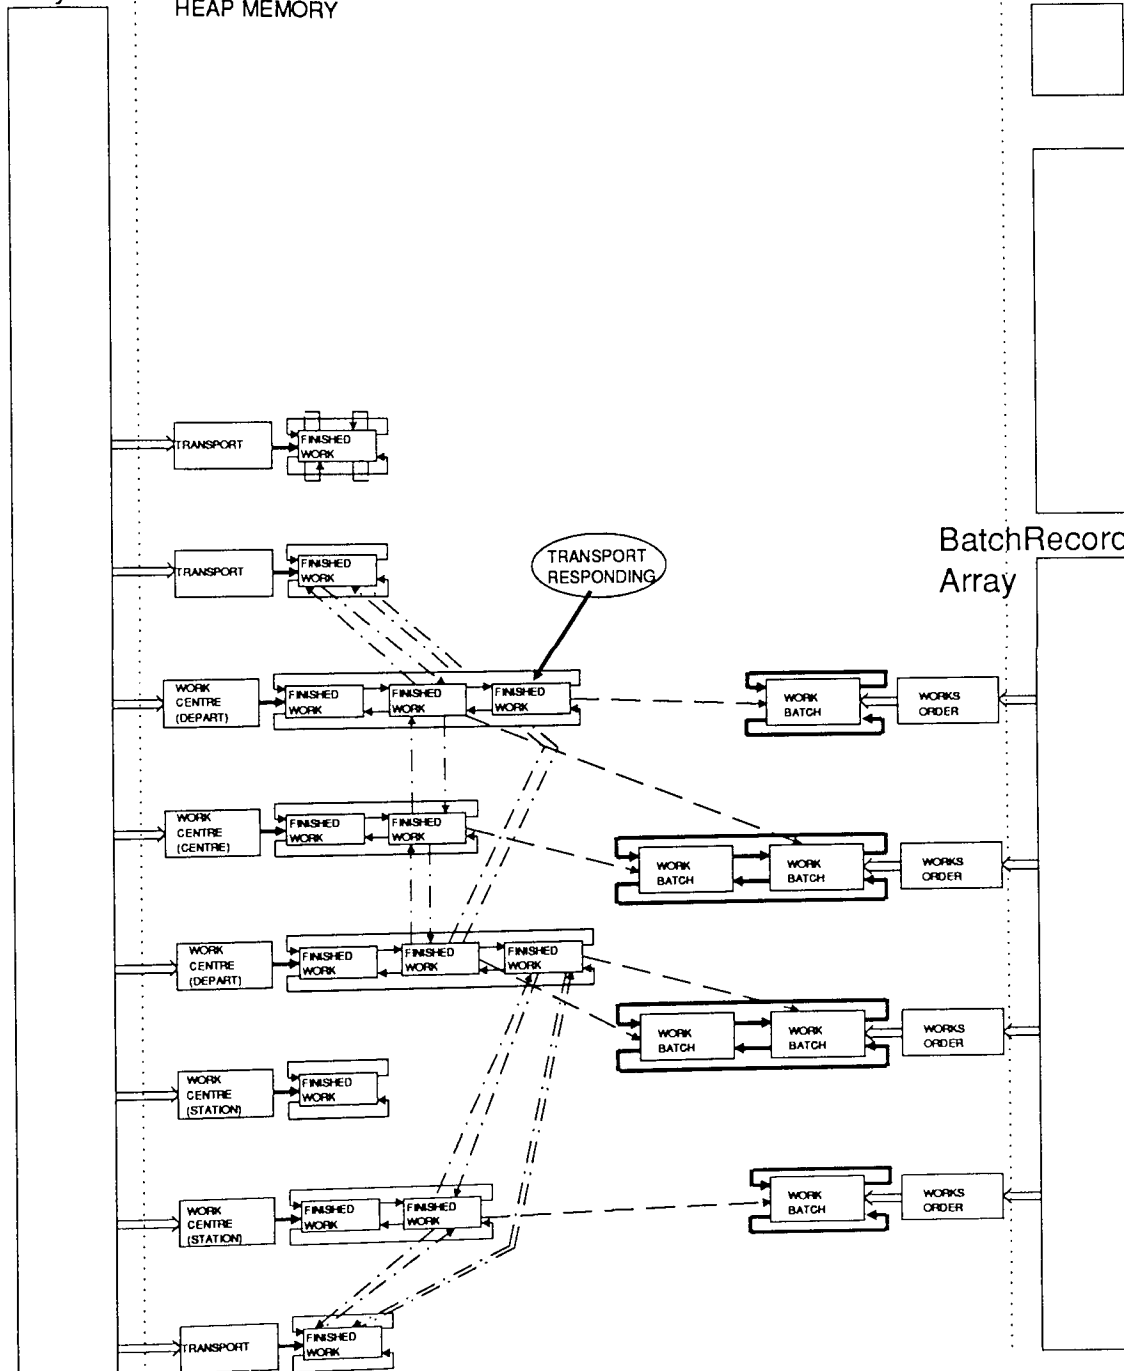 HEAP MEMORY
TRANSPORT
FINISHED
WORK
BatchRecord
Array
TRANSPORT
FINISHED
WORK
TRANSPORT
RESPONDING
WORK
CENTRE
(DEPART)
FINISHED
WORK
FINISHED
WORK
FINISHED
WORK
WORK
BATCH
WORKS
ORDER
WORK
CENTRE
(CENTRE)
FINISHED
WORK
FINISHED
WORK
WORK
BATCH
WORK
BATCH
WORKS
ORDER
WORK
CENTRE
(DEPART)
FINISHED
WORK
FINISHED
WORK
FINISHED
WORK
WORK
BATCH
WORK
BATCH
WORKS
ORDER
WORK
CENTRE
(STATION)
FINISHED
WORK
WORK
CENTRE
(STATION)
FINISHED
WORK
FINISHED
WORK
WORK
BATCH
WORKS
ORDER
TRANSPORT
FINISHED
WORK